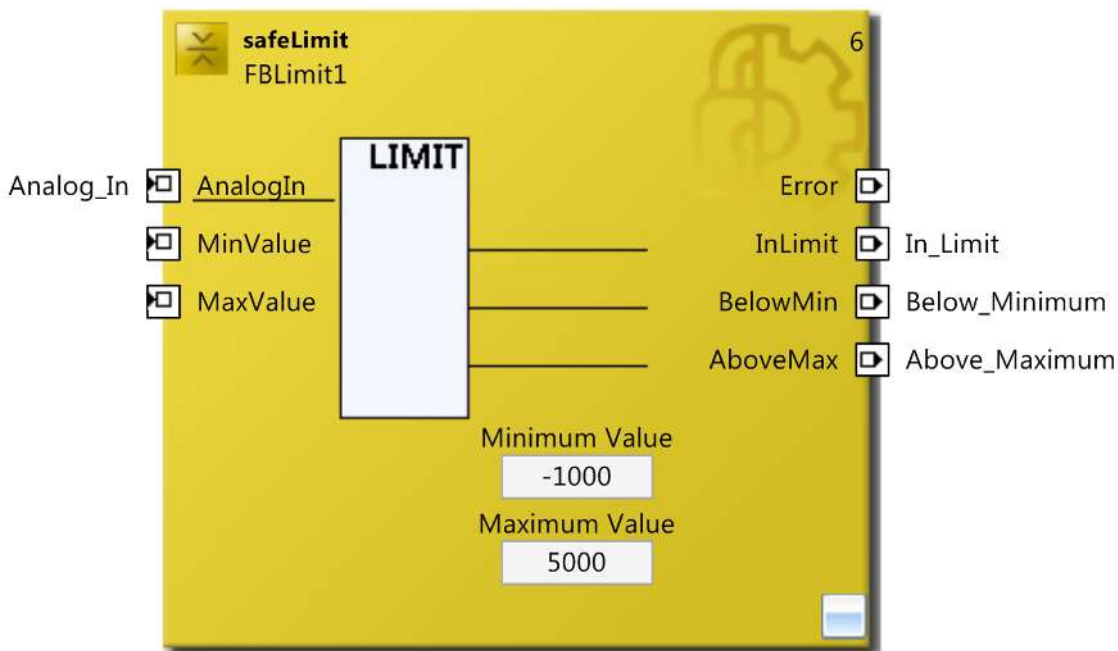 safeLimit
6
FBLimit1
LIMIT
Analog_In AnalogIn Error
MinValue InLimit In_Limit
MaxValue BelowMin Below_Minimum
AboveMax Above_Maximum
Minimum Value
-1000
Maximum Value
5000